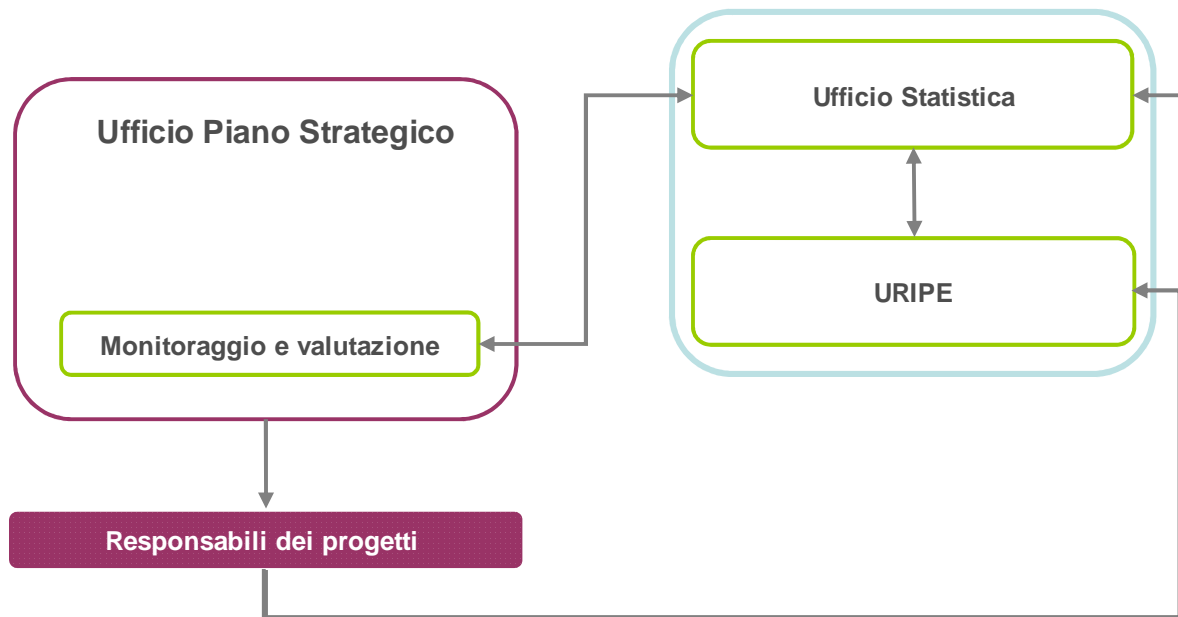 Ufficio Piano Strategico
Monitoraggio e valutazione
Responsabili dei progetti
Ufficio Statistica
URIPE